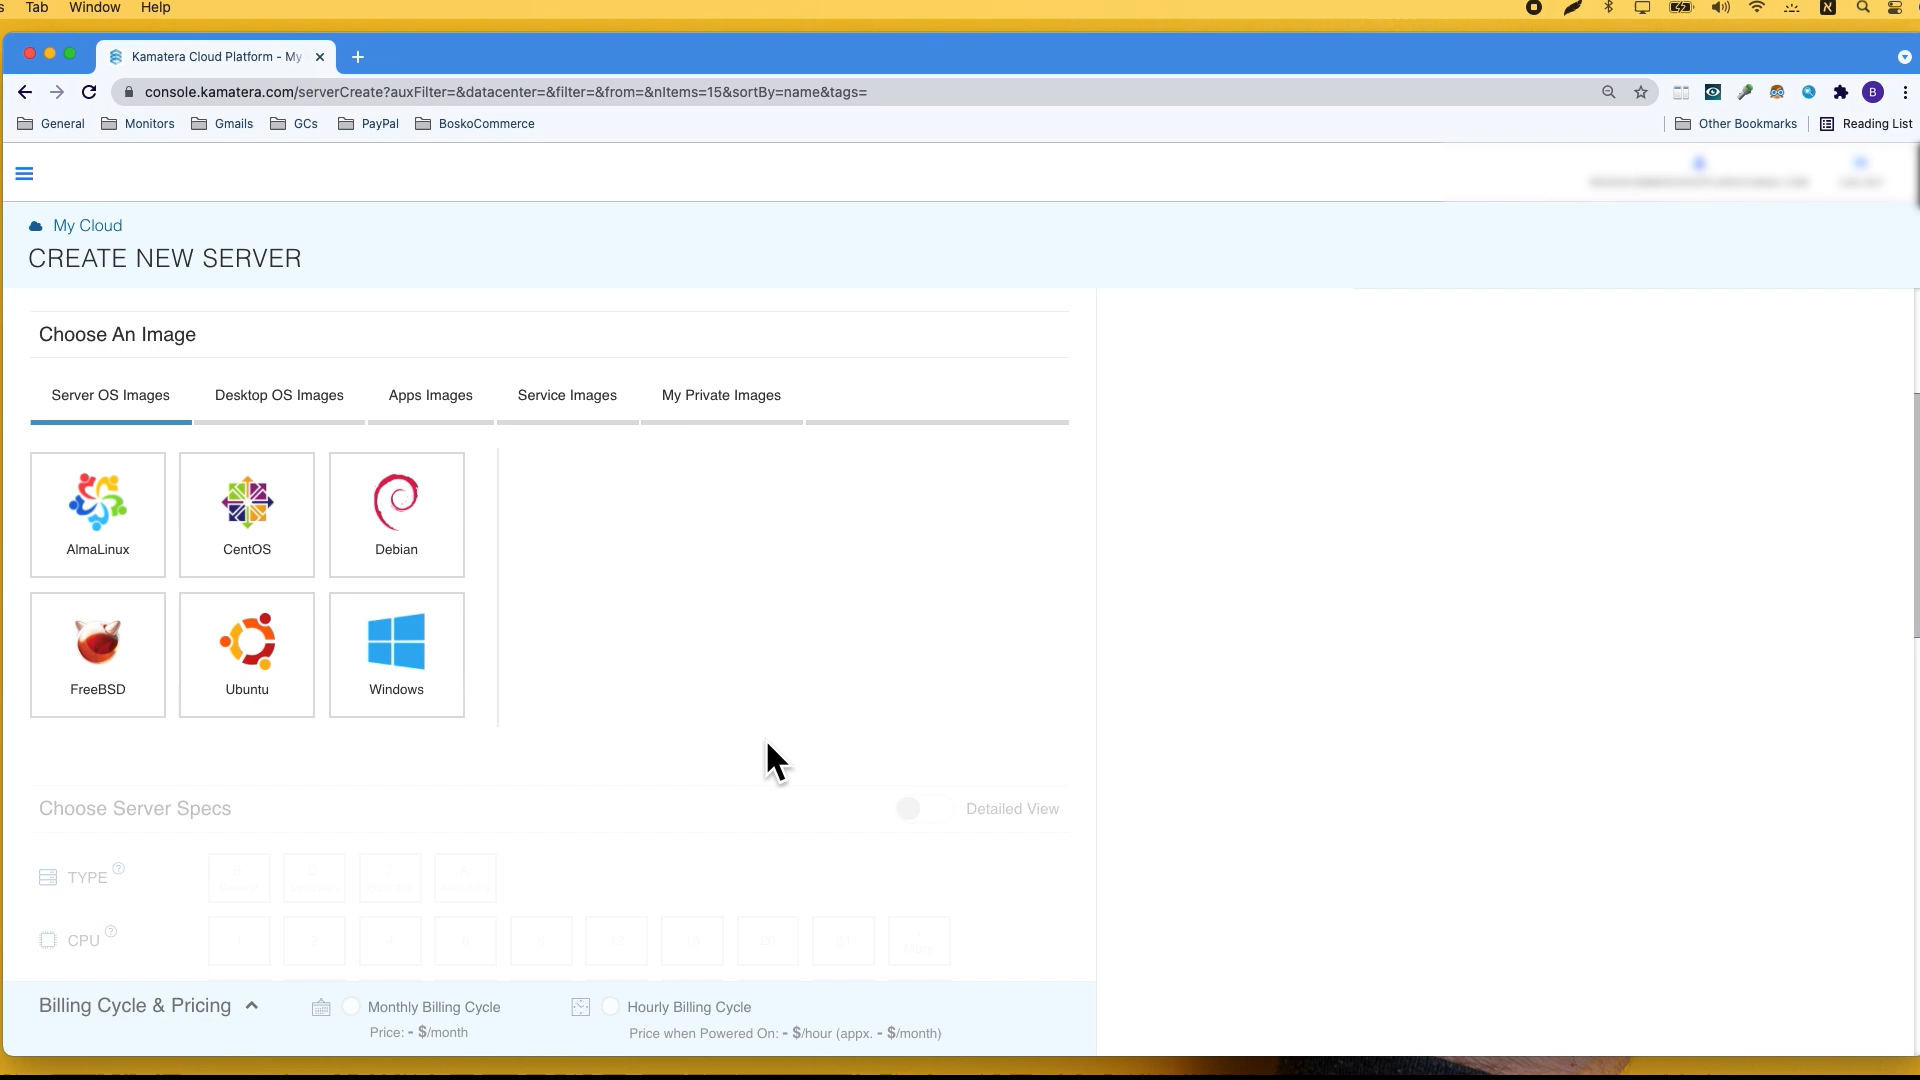 Tab Window Help
Kamatera Cloud Platform - My
console.kamatera.com/serverCreate?auxFilter=&datacenter=&filter=&from=&nItems=15&sortBy=name&tags=
B
General Monitors Gmails GCs PayPal BoskoCommerce Other Bookmarks Reading List
My Cloud
CREATE NEW SERVER
Choose An Image
Server OS Images Desktop OS Images Apps Images Service Images My Private Images
AlmaLinux CentOS Debian
FreeBSD Ubuntu Windows
Choose Server Specs Detailed View
TYPE ?
CPU ?
Billing Cycle & Pricing Monthly Billing Cycle Hourly Billing Cycle
Price: - $/month Price when Powered On: - $/hour (appx. - $/month)